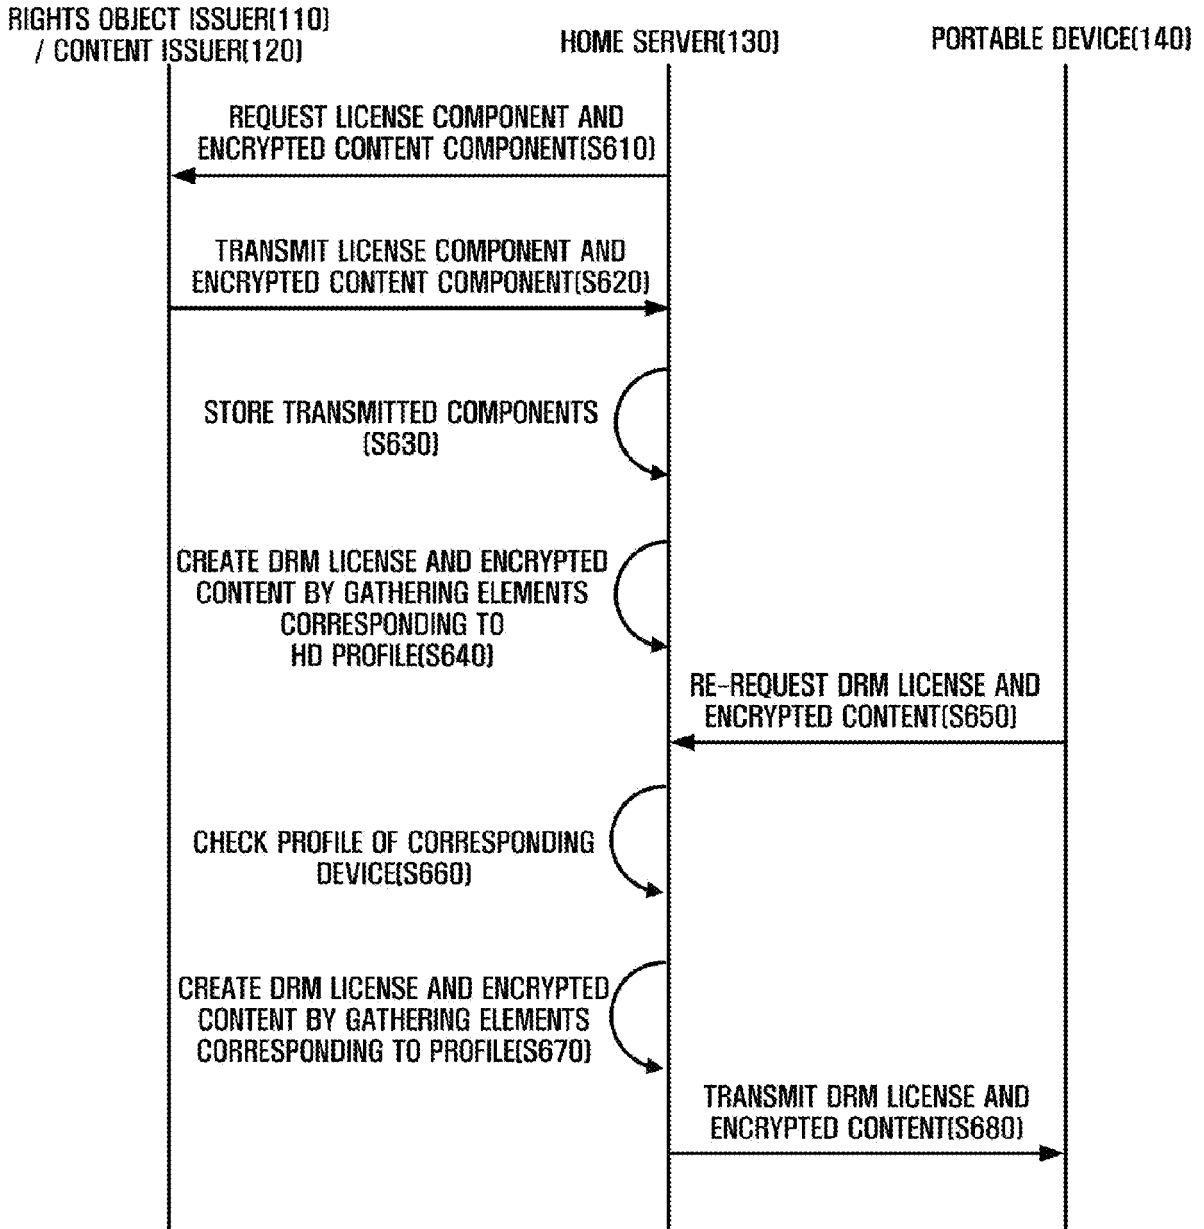 RIGHTS OBJECT ISSUER(110)
/ CONTENT ISSUER(120)
HOME SERVER(130)
PORTABLE DEVICE(140)
REQUEST LICENSE COMPONENT AND
ENCRYPTED CONTENT COMPONENT(S610)
TRANSMIT LICENSE COMPONENT AND
ENCRYPTED CONTENT COMPONENT(S620)
STORE TRANSMITTED COMPONENTS
(S630)
CREATE DRM LICENSE AND ENCRYPTED
CONTENT BY GATHERING ELEMENTS
CORRESPONDING TO
HD PROFILE(S640)
RE-REQUEST DRM LICENSE AND
ENCRYPTED CONTENT(S650)
CHECK PROFILE OF CORRESPONDING
DEVICE(S660)
CREATE DRM LICENSE AND ENCRYPTED
CONTENT BY GATHERING ELEMENTS
CORRESPONDING TO PROFILE(S670)
TRANSMIT DRM LICENSE AND
ENCRYPTED CONTENT(S680)